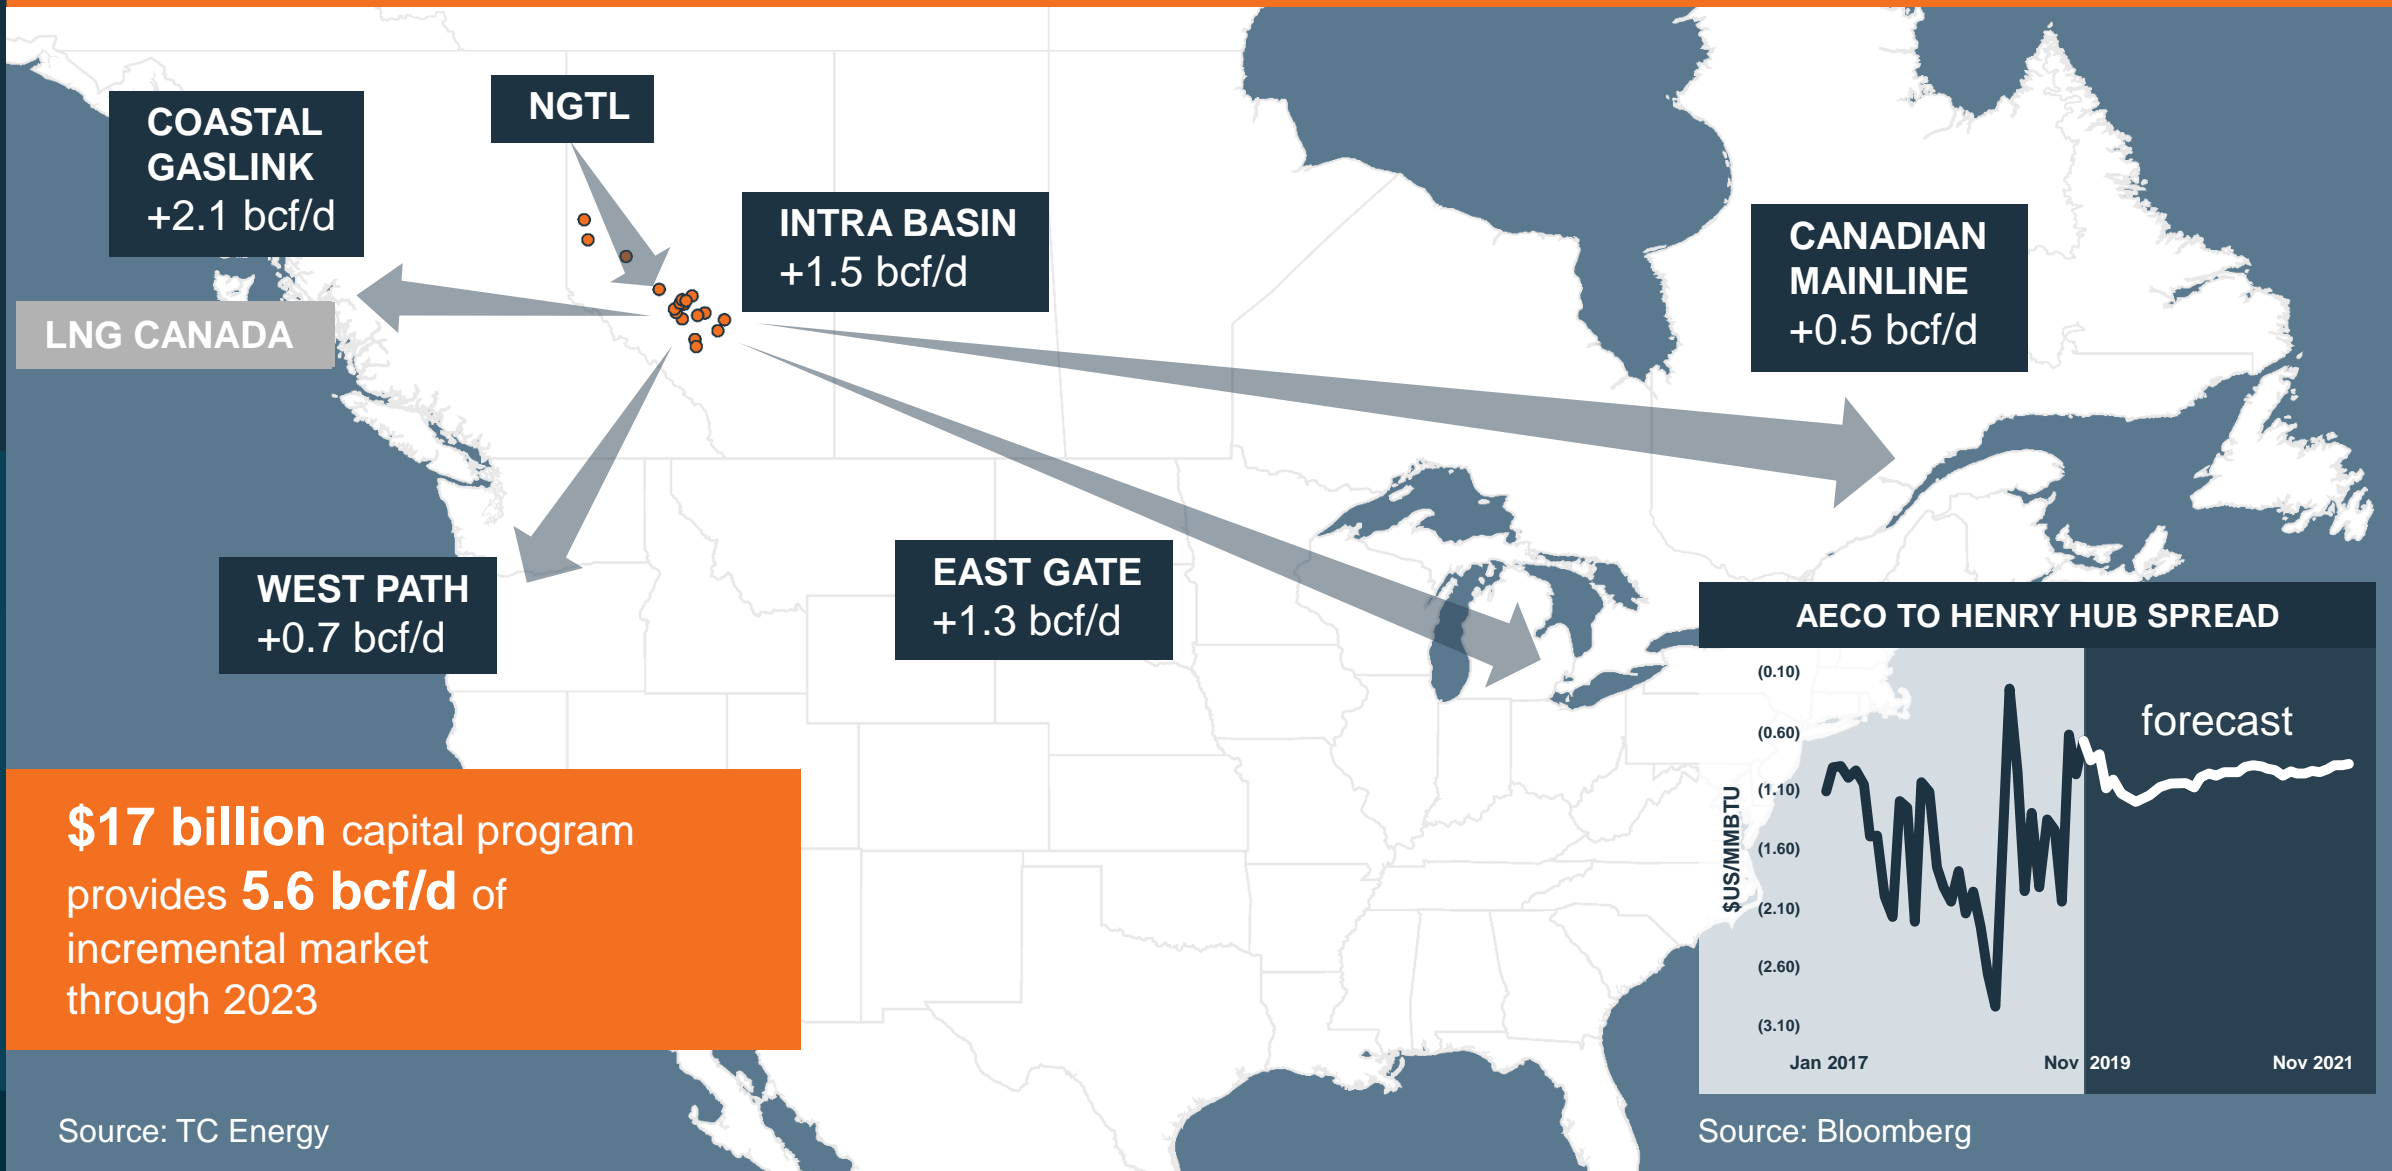 COASTAL
GASLINK
+2.1 bcf/d
NGTL
INTRA BASIN
+1.5 bcf/d
CANADIAN
MAINLINE
+0.5 bcf/d
LNG CANADA
WEST PATH
+0.7 bcf/d
EAST GATE
+1.3 bcf/d
$17 billion capital program
provides 5.6 bcf/d of
incremental market
through 2023
Source: TC Energy
AECO TO HENRY HUB SPREAD
forecast
$US/MMBTU
(0.10)
(0.60)
(1.10)
(1.60)
(2.10)
(2.60)
(3.10)
Jan 2017 Nov 2019 Nov 2021
Source: Bloomberg